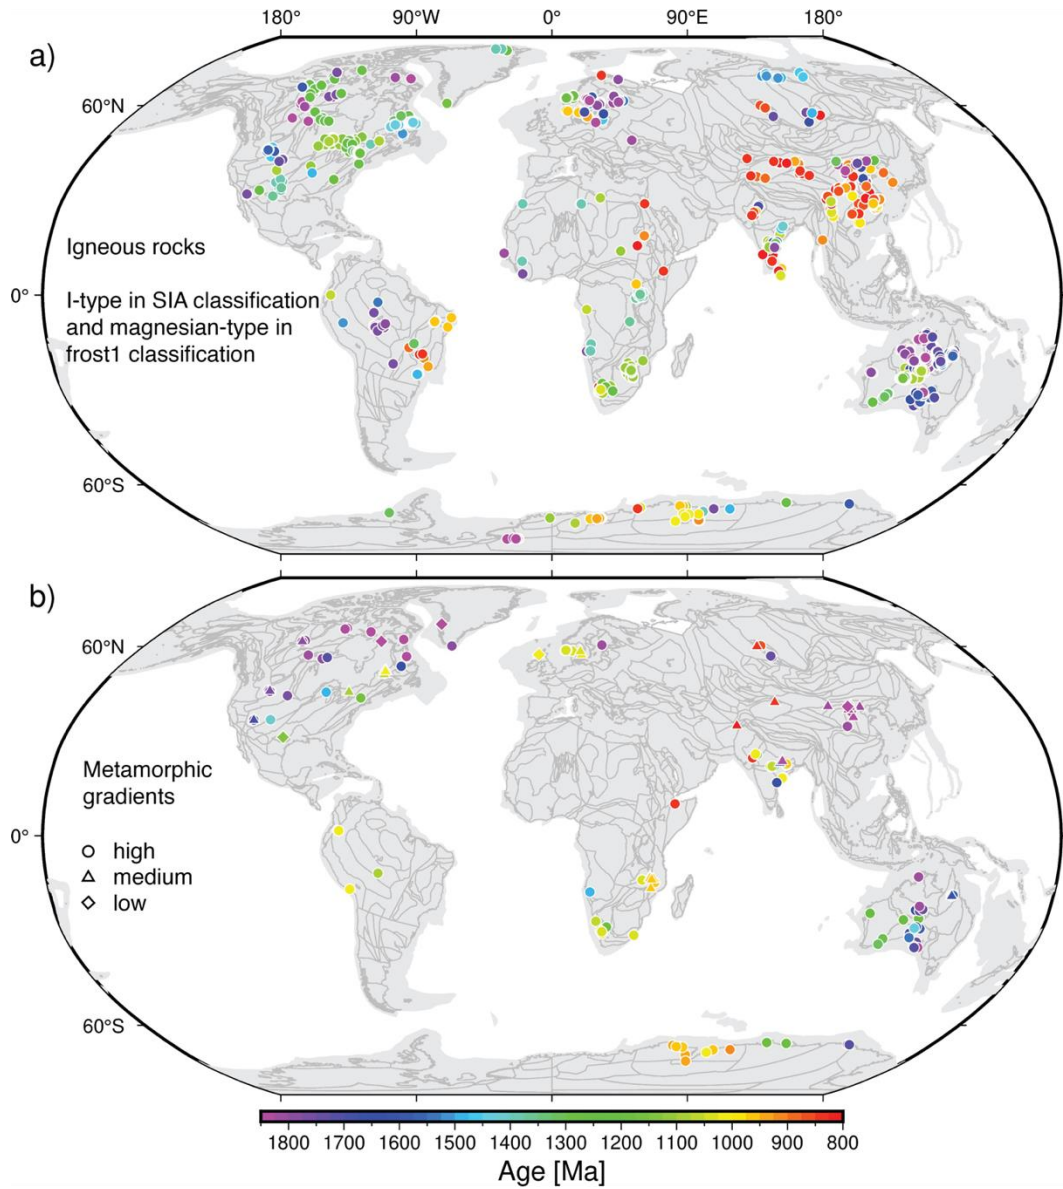 180° 90°W 0° 90°E 180°
a)
60°N
Igneous rocks
0°
I-type in SIA classification
and magnesian-type in
frost1 classification
60°S
b)
60°N
Metamorphic
gradients
0°
high
medium
low
60°S
1800 1700 1600 1500 1400 1300 1200 1100 1000 900 800
Age [Ma]